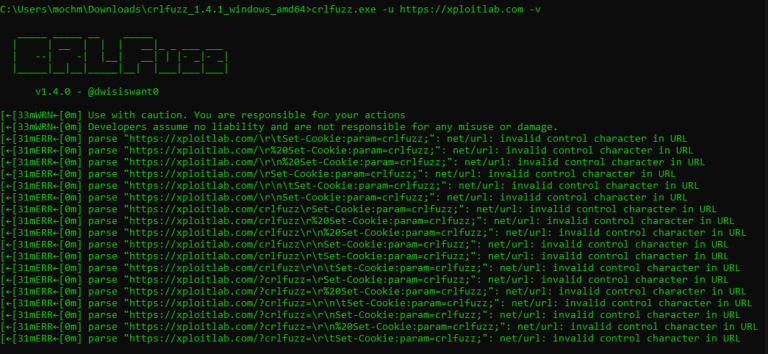 C:\Users\mochm\Downloads\crlfuzz_1.4.1_windows_amd64>crlfuzz.exe -u https://xploitlab.com -v
v1.4.0 - @dwisiswant0
[←[33mWRN←[0m] Use with caution. You are responsible for your actions
[←[33mWRN←[0m] Developers assume no liability and are not responsible for any misuse or damage.
[←[31mERR←[0m] parse "https://xploitlab.com/\r\tSet-Cookie:param=crlfuzz;": net/url: invalid control character in URL
[←[31mERR←[0m] parse "https://xploitlab.com/\r%20Set-Cookie:param=crlfuzz;": net/url: invalid control character in URL
[←[31mERR←[0m] parse "https://xploitlab.com/\r\n%20Set-Cookie:param=crlfuzz;": net/url: invalid control character in URL
[←[31mERR←[0m] parse "https://xploitlab.com/\rSet-Cookie:param=crlfuzz;": net/url: invalid control character in URL
[←[31mERR←[0m] parse "https://xploitlab.com/\r\n\tSet-Cookie:param=crlfuzz;": net/url: invalid control character in URL
[←[31mERR←[0m] parse "https://xploitlab.com/\r\nSet-Cookie:param=crlfuzz;": net/url: invalid control character in URL
[←[31mERR←[0m] parse "https://xploitlab.com/crlfuzz\rSet-Cookie:param=crlfuzz;": net/url: invalid control character in URL
[←[31mERR←[0m] parse "https://xploitlab.com/crlfuzz\r%20Set-Cookie:param=crlfuzz;": net/url: invalid control character in URL
[←[31mERR←[0m] parse "https://xploitlab.com/crlfuzz\r\n%20Set-Cookie:param=crlfuzz;": net/url: invalid control character in URL
[←[31mERR←[0m] parse "https://xploitlab.com/crlfuzz\r\nSet-Cookie:param=crlfuzz;": net/url: invalid control character in URL
[←[31mERR←[0m] parse "https://xploitlab.com/crlfuzz\r\n\tSet-Cookie:param=crlfuzz;": net/url: invalid control character in URL
[←[31mERR←[0m] parse "https://xploitlab.com/crlfuzz\r\tSet-Cookie:param=crlfuzz;": net/url: invalid control character in URL
[←[31mERR←[0m] parse "https://xploitlab.com/?crlfuzz=\rSet-Cookie:param=crlfuzz;": net/url: invalid control character in URL
[←[31mERR←[0m] parse "https://xploitlab.com/?crlfuzz=\r%20Set-Cookie:param=crlfuzz;": net/url: invalid control character in URL
[←[31mERR←[0m] parse "https://xploitlab.com/?crlfuzz=\r\n\tSet-Cookie:param=crlfuzz;": net/url: invalid control character in URL
[←[31mERR←[0m] parse "https://xploitlab.com/?crlfuzz=\r\nSet-Cookie:param=crlfuzz;": net/url: invalid control character in URL
[←[31mERR←[0m] parse "https://xploitlab.com/?crlfuzz=\r\n%20Set-Cookie:param=crlfuzz;": net/url: invalid control character in URL
[←[31mERR←[0m] parse "https://xploitlab.com/?crlfuzz=\r\tSet-Cookie:param=crlfuzz;": net/url: invalid control character in URL